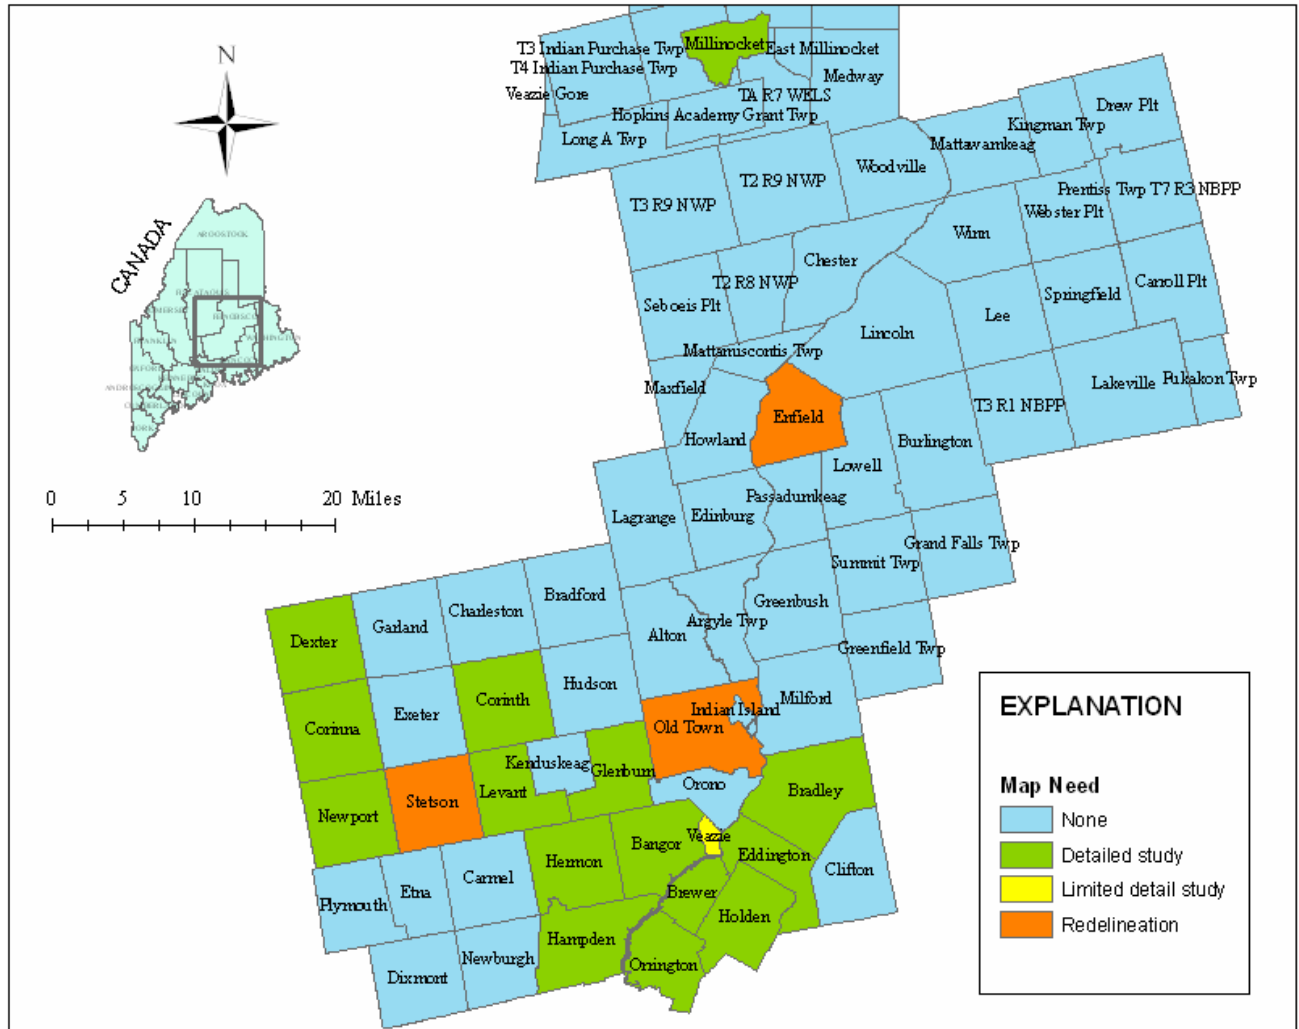 N
CANADA
AROOSTOOK
0 5 10 20 Miles
Millinocket
T3 Indian Purchase Twp
East Millinocket
T4 Indian Purchase Twp
Medway
Veazie Gore
TA R7 WELS
Hopkins Academy Grant Twp
Long A Twp
Drew Plt
Kingman Twp
Mattawamkeag
Woodville
T2 R9 NWP
T3 R9 NWP
Prentiss Twp T7 R3 NBPP
Webster Plt
Winn
Chester
T2 R8 NWP
Seboeis Plt
Carroll Plt
Springfield
Lee
Lincoln
Mattamiscontis Twp
Maxfield
Lakeville
Pukakon Twp
T3 R1 NBPP
Enfield
Howland
Burlington
Lowell
Passadumkeag
Edinburg
Lagrange
Grand Falls Twp
Summit Twp
Bradford
Charleston
Garland
Dexter
Greenbush
Argyle Twp
Alton
Greenfield Twp
Hudson
Corinth
Exeter
Corinna
Milford
Indian Island
Old Town
Kenduskeag
Glenburn
Orono
Levant
Stetson
Newport
Bradley
Veazie
Bangor
Hermon
Eddington
Clifton
Carmel
Etna
Plymouth
Brewer
Holden
Hampden
Newburgh
Dixmont
Orrington
EXPLANATION
Map Need
None
Detailed study
Limited detail study
Redelineation